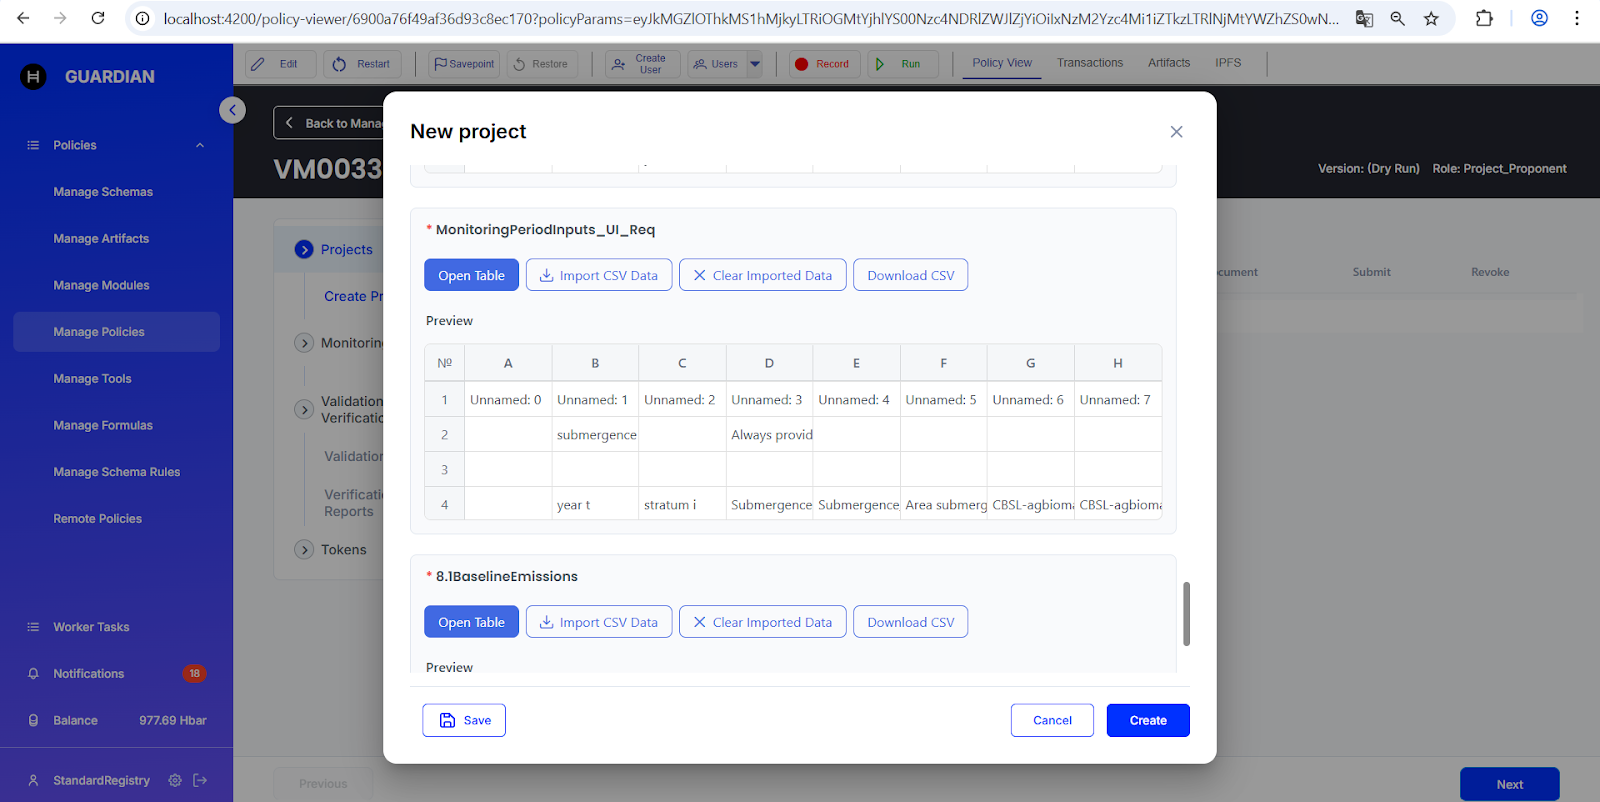 localhost:4200/policy-viewer/6900a76f49af36d93c8ec170?policyParams=eyJkMGZlOThkMS1hMjkyLTRiOGMtYjhlYS00Nzc4NDRlZWJlZjYiOiIxNzM2Yzc4Mi1iZTkzLTRlNjMtYWZhZS0wN...
GUARDIAN
Edit
Restart
Savepoint
Restore
Create User
Users
Record
Run
Policy View
Transactions
Artifacts
IPFS
Policies
Manage Schemas
Manage Artifacts
Manage Modules
Manage Policies
Manage Tools
Manage Formulas
Manage Schema Rules
Remote Policies
Worker Tasks
Notifications 18
Balance 977.69 Hbar
StandardRegistry
Back to Mana
VM0033
Version: (Dry Run) Role: Project_Proponent
Projects
Create Pr
Monitorin
Validation
Verificatio
Validation
Verificati
Reports
Tokens
cument Submit Revoke
Previous
Next
New project
* MonitoringPeriodInputs_UI_Req
Open Table Import CSV Data Clear Imported Data Download CSV
Preview
№ A B C D E F G H
1 Unnamed: 0 Unnamed: 1 Unnamed: 2 Unnamed: 3 Unnamed: 4 Unnamed: 5 Unnamed: 6 Unnamed: 7
2 submergence Always provid
3
4 year t stratum i Submergence Submergence Area submerg CBSL-agbioma CBSL-agbioma
* 8.1BaselineEmissions
Open Table Import CSV Data Clear Imported Data Download CSV
Preview
Save
Cancel
Create